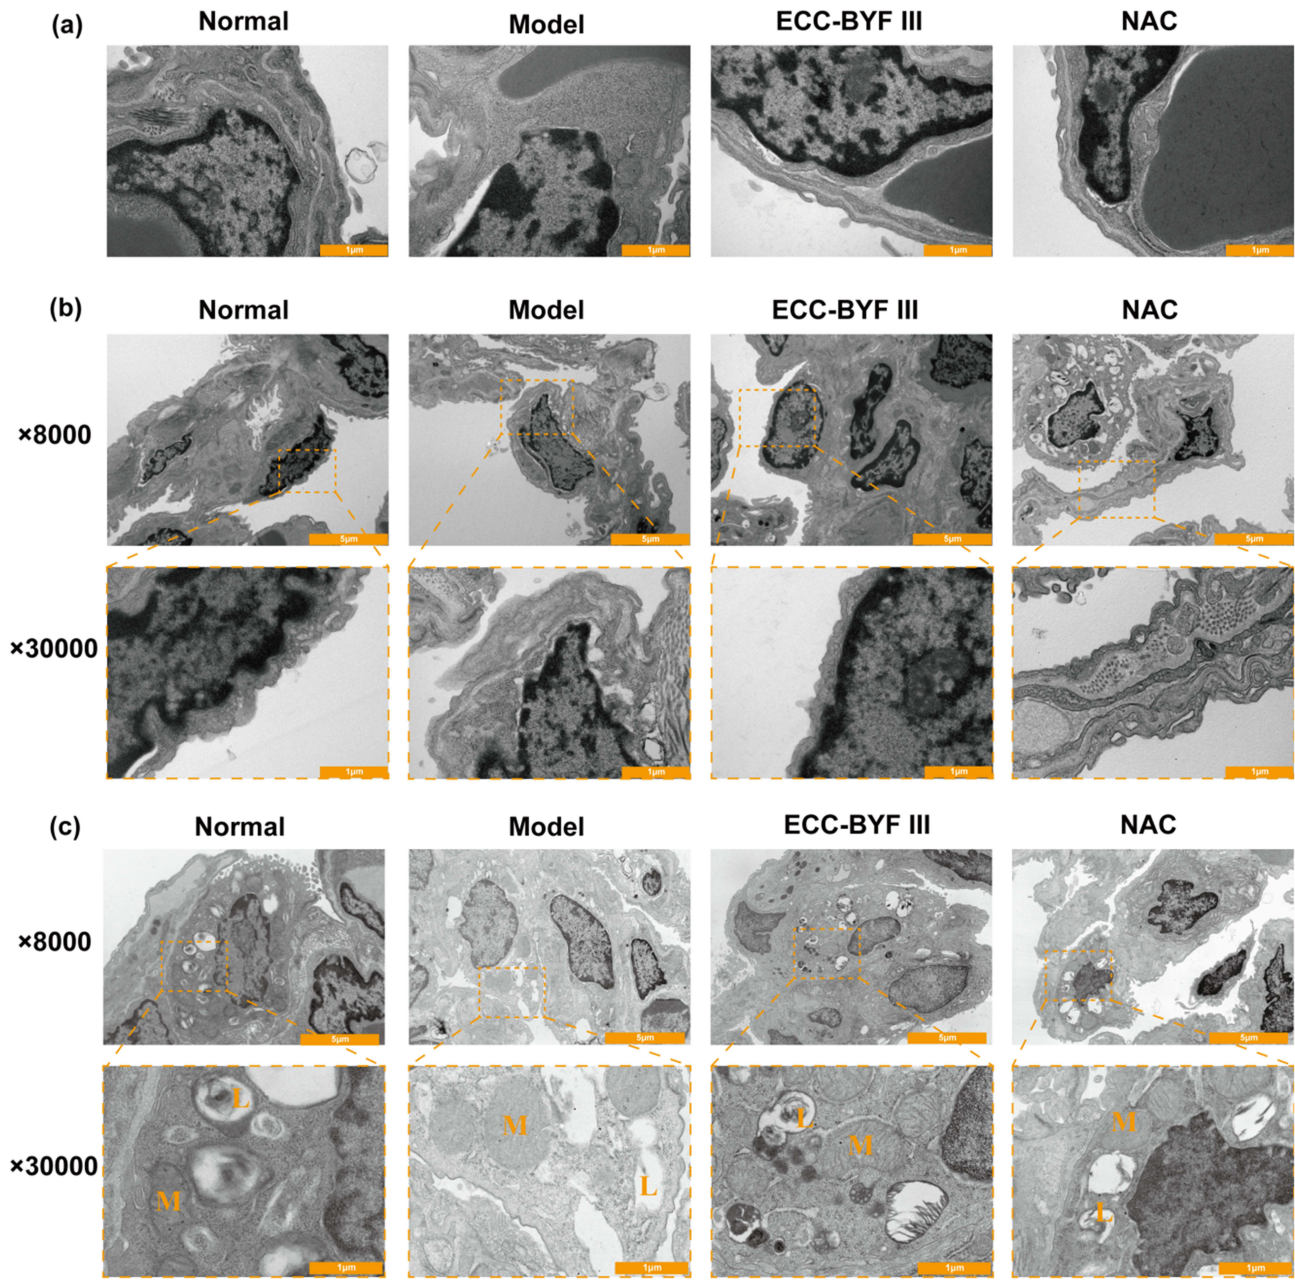 (a) Normal Model ECC-BYF III NAC
1μm 1μm 1μm 1μm
(b) Normal Model ECC-BYF III NAC
×8000
5μm 5μm 5μm 5μm
×30000
1μm 1μm 1μm 1μm
(c) Normal Model ECC-BYF III NAC
×8000
5μm 5μm 5μm 5μm
L L
M M M
×30000
L
M L
1μm 1μm 1μm 1μm